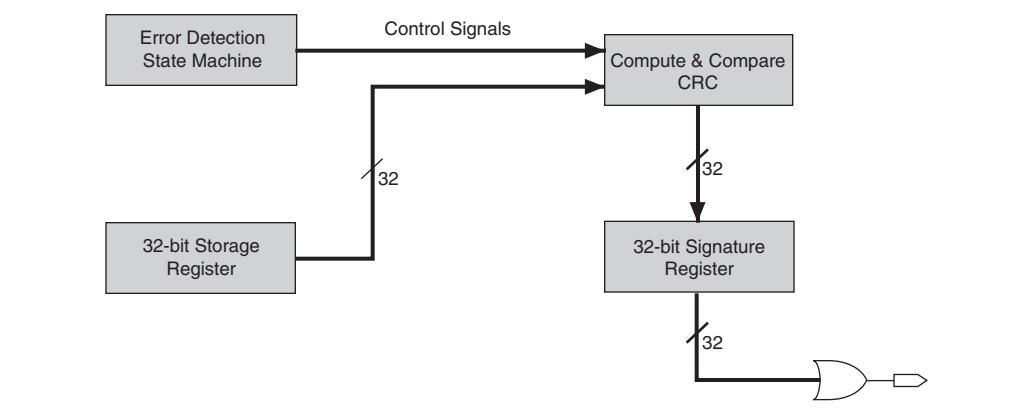 Error Detection
State Machine
Control Signals
Compute & Compare
CRC
32
32
32-bit Storage
Register
32-bit Signature
Register
32